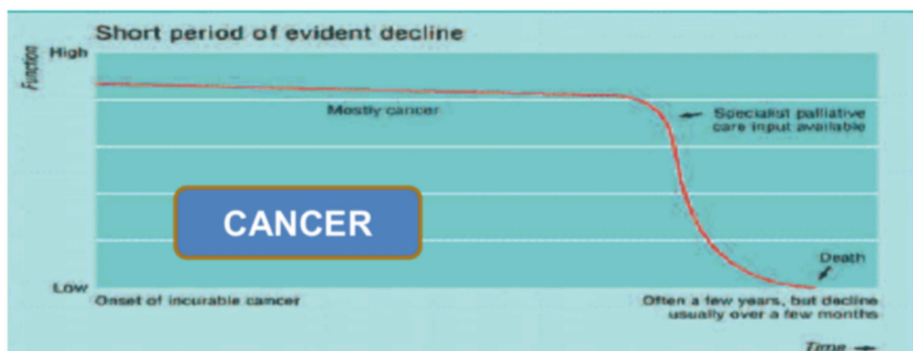 Short period of evident decline
High
Function
Mostly cancer
Specialist palliative
care input available
CANCER
Death
Low
Onset of incurable cancer
Often a few years, but decline
usually over a few months
Time